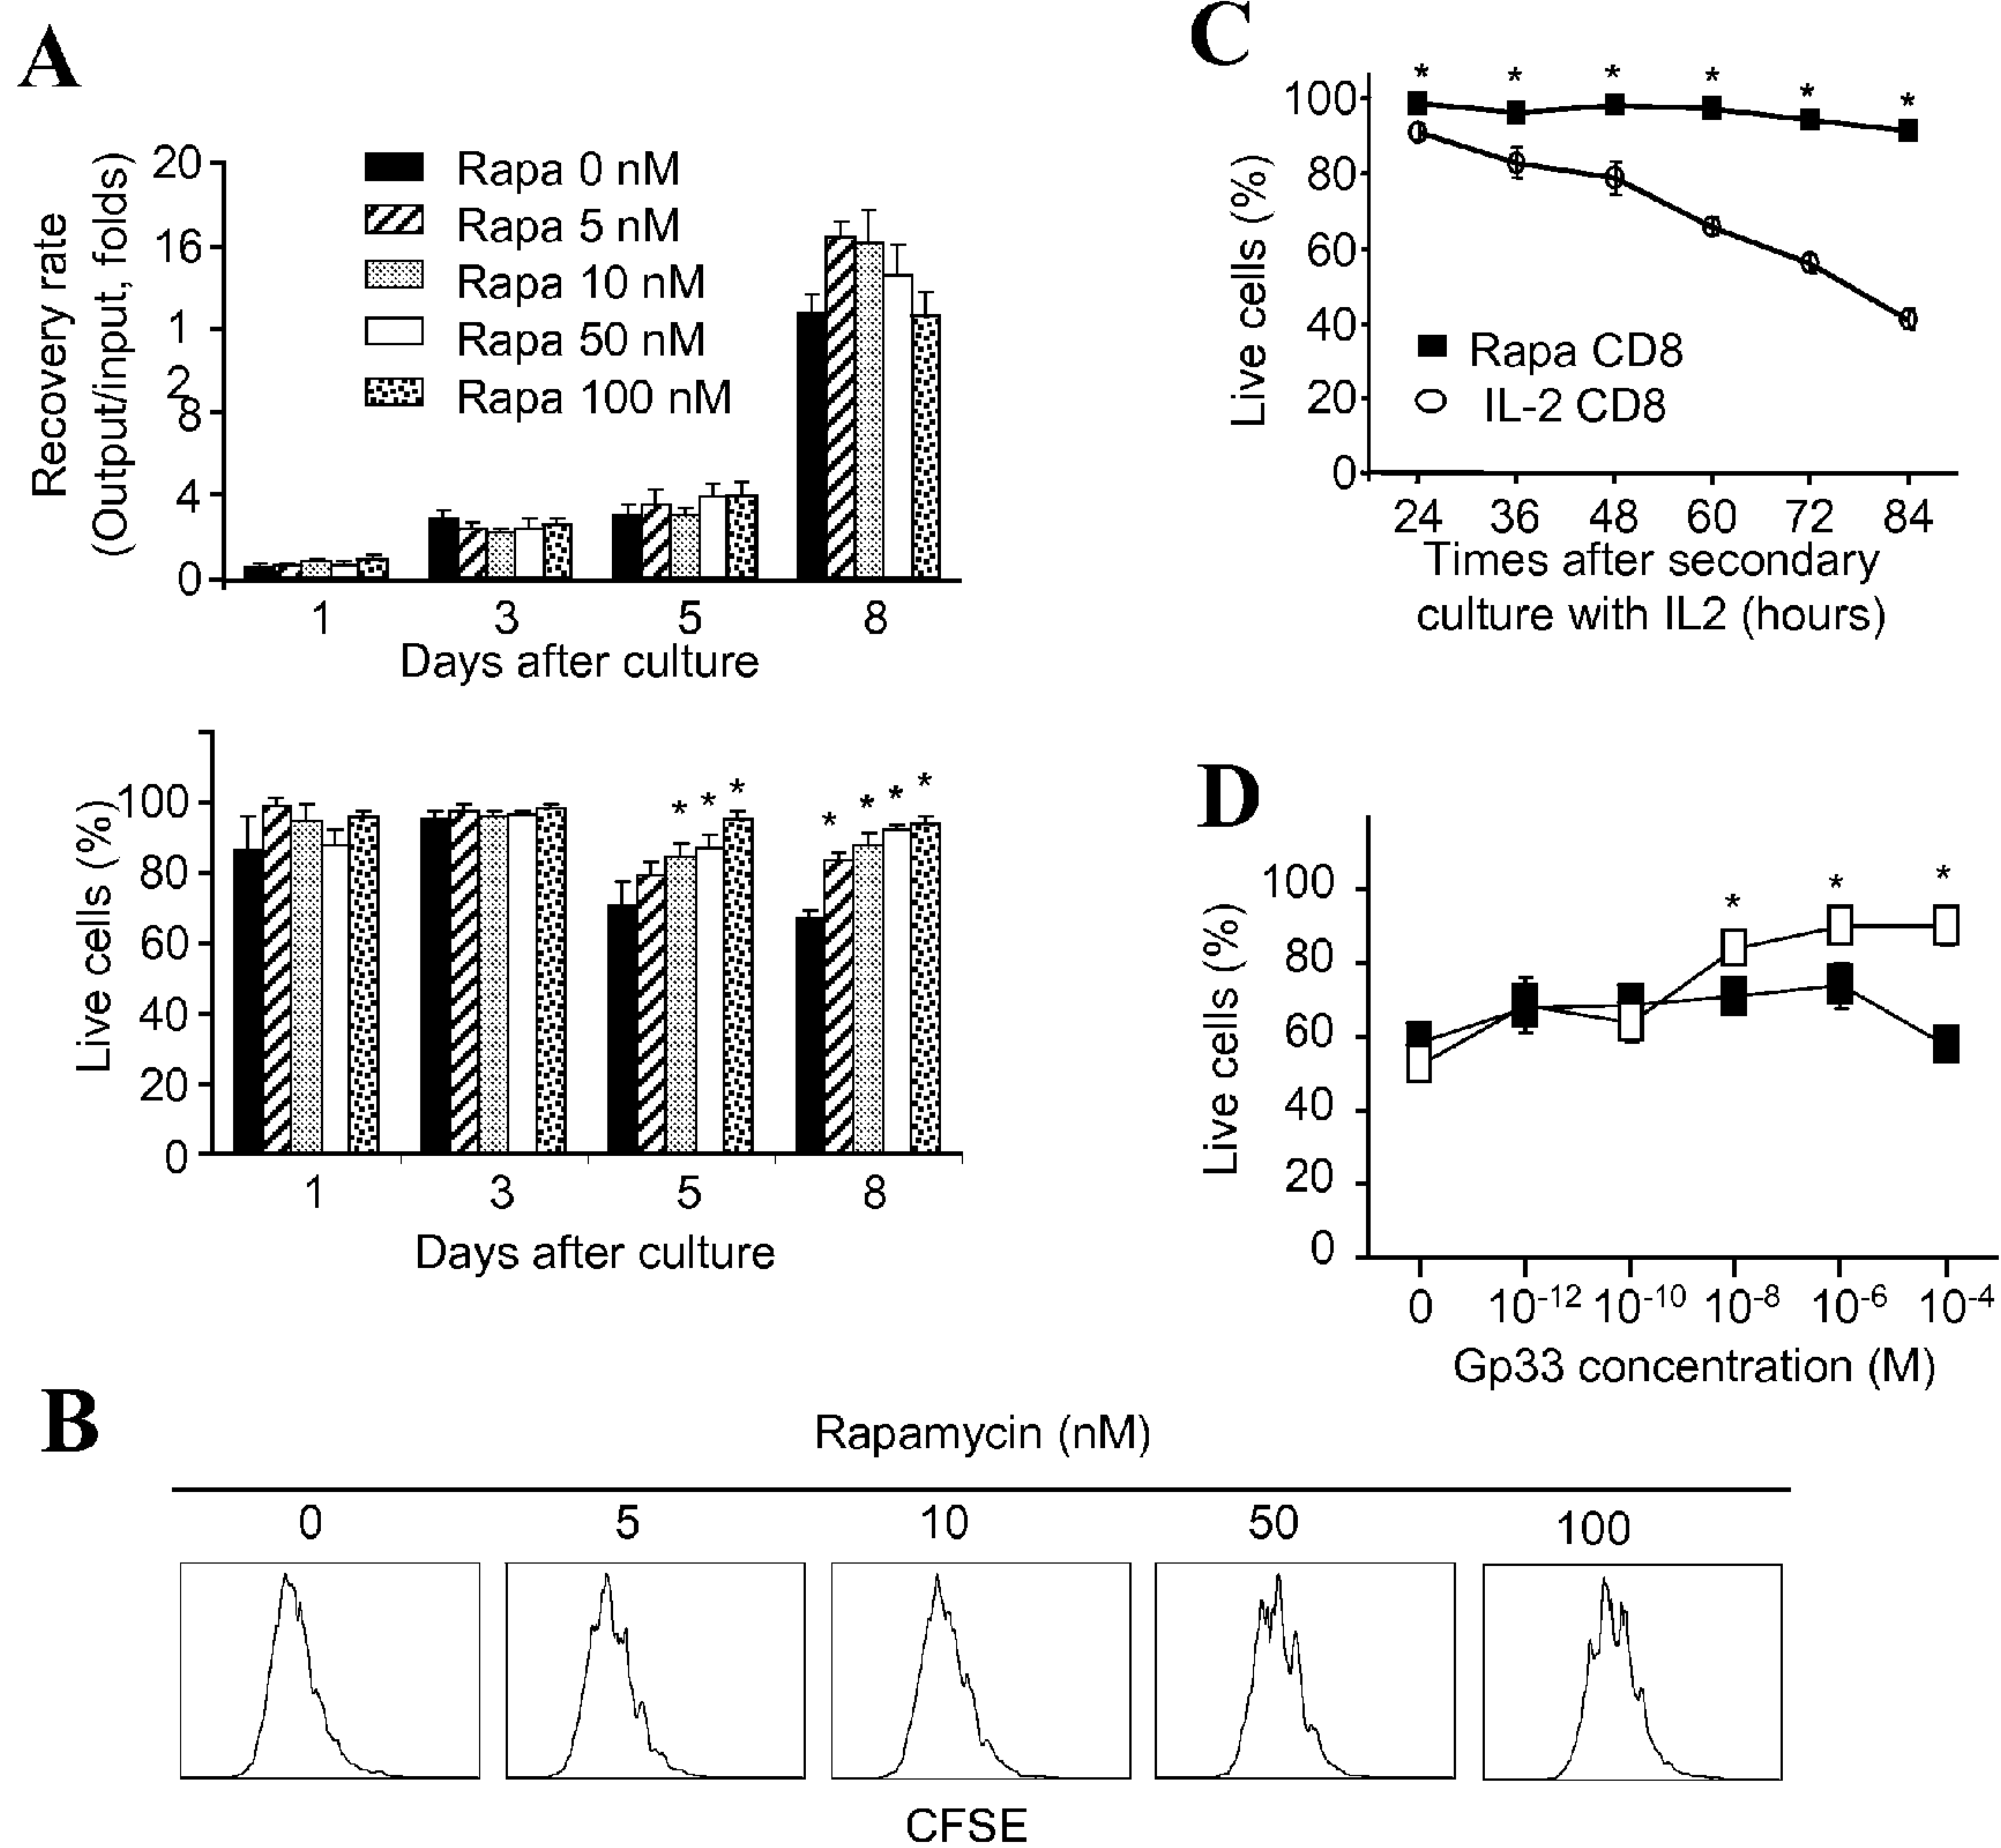 A
Recovery rate
(Output/input, folds)
20
16
1
2
8
4
0
Rapa 0 nM
Rapa 5 nM
Rapa 10 nM
Rapa 50 nM
Rapa 100 nM
1 3 5 8
Days after culture
Live cells (%)
100
80
60
40
20
0
* * *
* * * *
1 3 5 8
Days after culture
C
Live cells (%)
100
80
60
40
20
0
* * * * * *
Rapa CD8
IL-2 CD8
24 36 48 60 72 84
Times after secondary
culture with IL2 (hours)
D
Live cells (%)
100
80
60
40
20
0
* * *
0 10-12 10-10 10-8 10-6 10-4
Gp33 concentration (M)
B
Rapamycin (nM)
0 5 10 50 100
CFSE